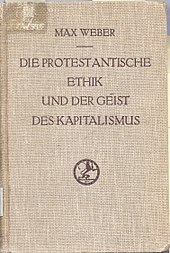 MAX WEBER
DIE PROTESTANTISCHE
ETHIK
UND DER GEIST
DES KAPITALISMUS